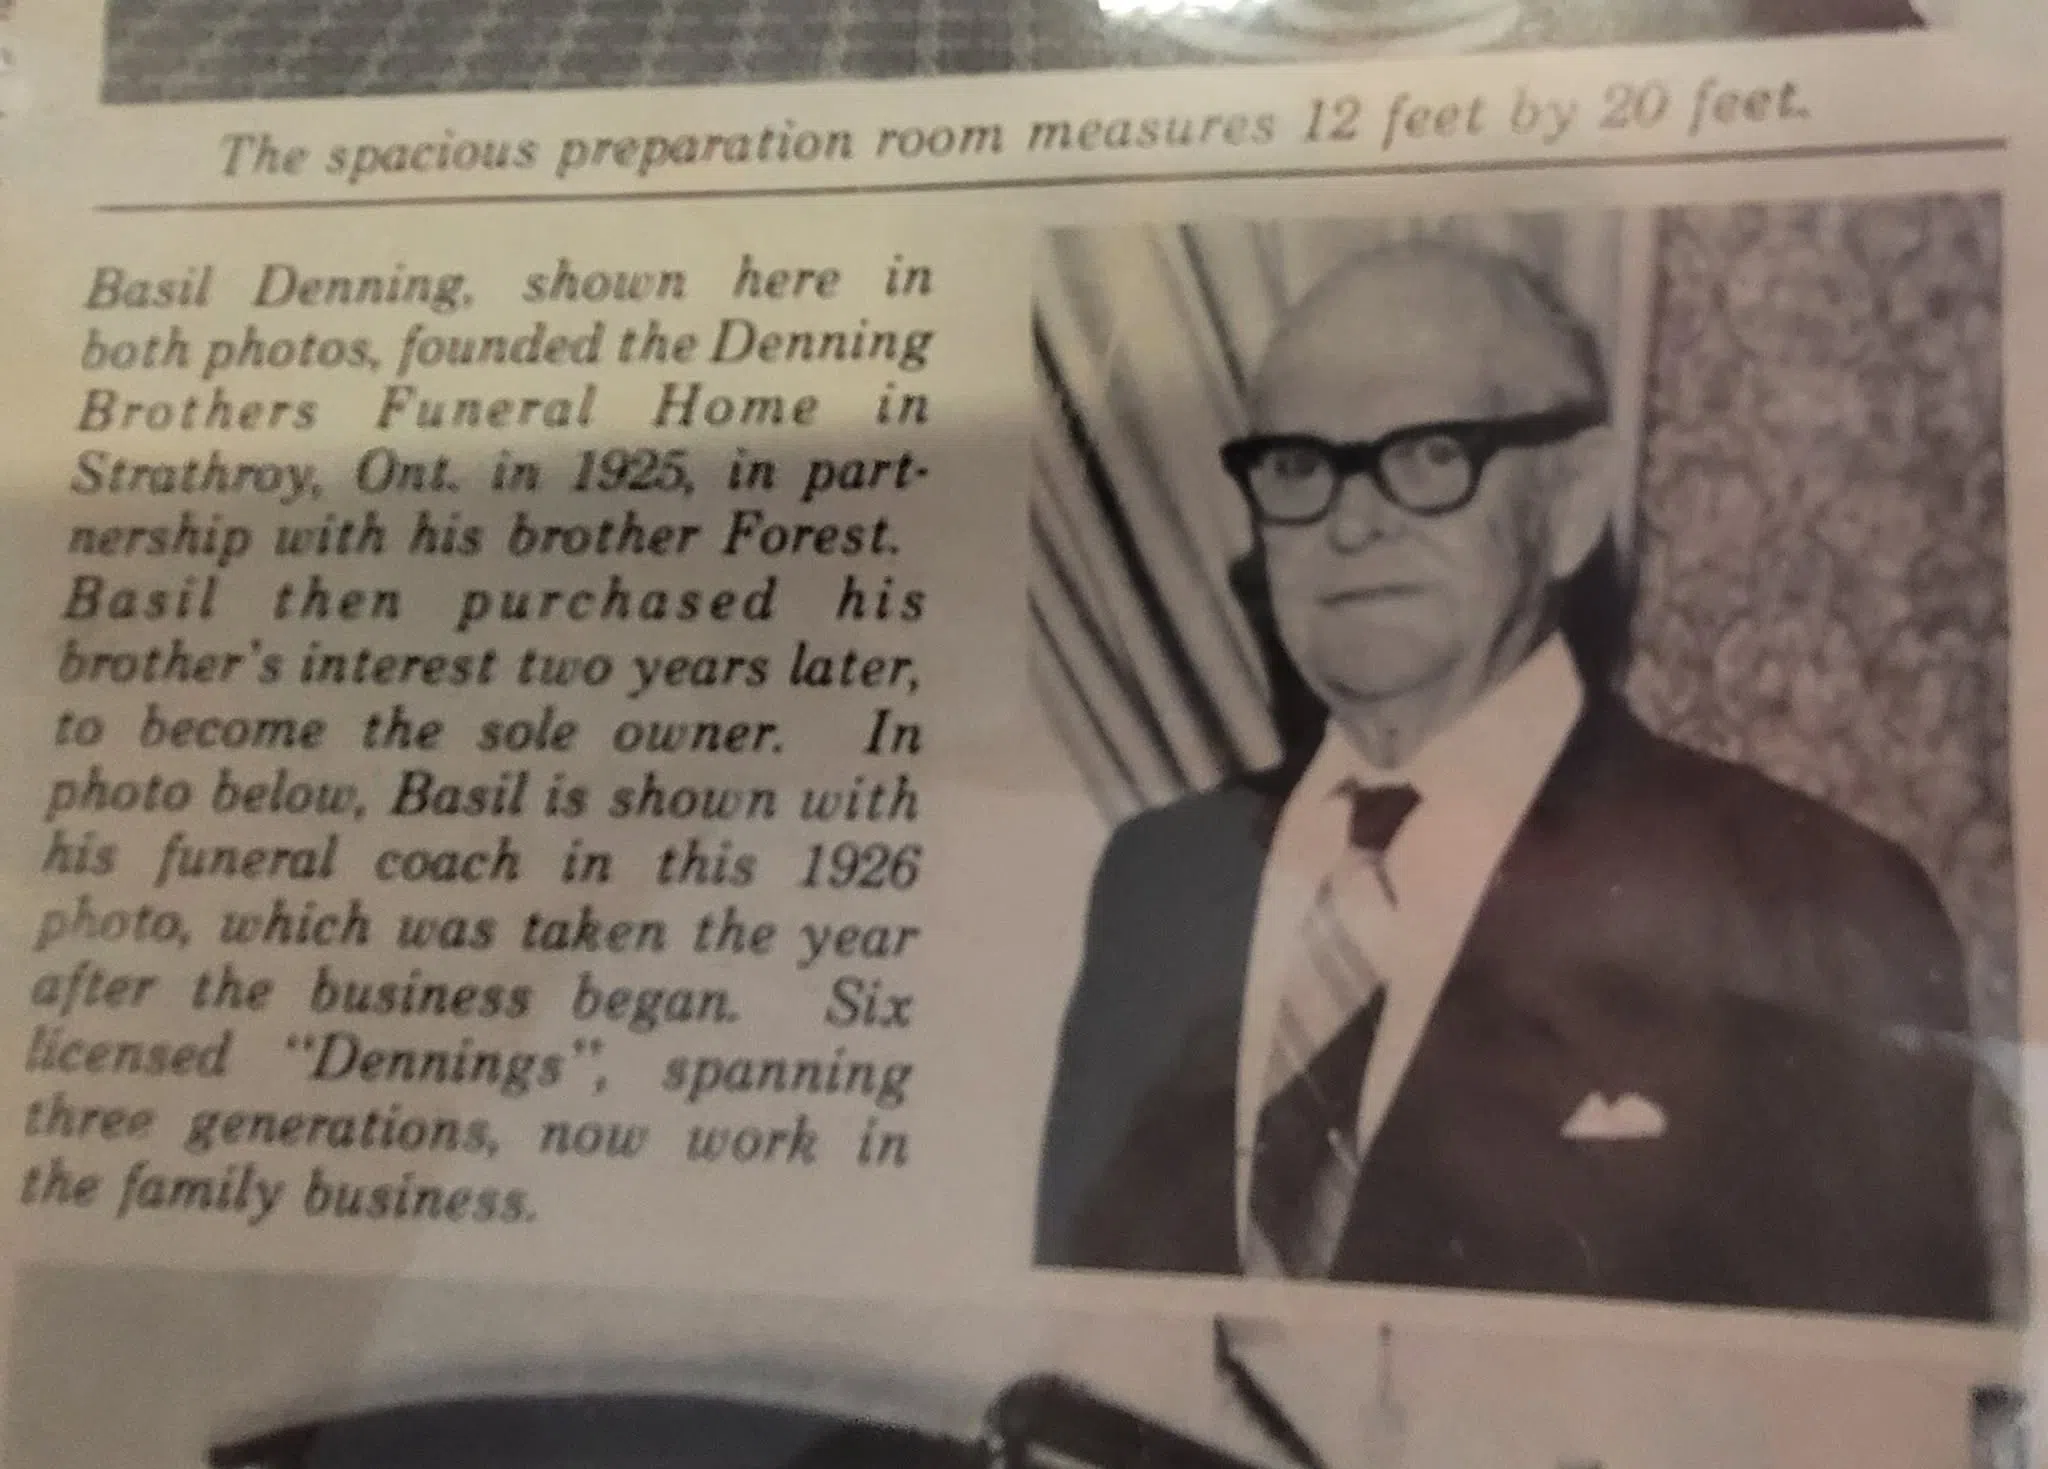 The spacious preparation room measures 12 feet by 20 feet.
Basil Denning, shown here in
both photos, founded the Denning
Brothers Funeral Home in
Strathroy, Ont. in 1925, in part-
nership with his brother Forest.
Basil then purchased his
brother's interest two years later,
to become the sole owner. In
photo below, Basil is shown with
his funeral coach in this 1926
photo, which was taken the year
after the business began. Six
licensed "Dennings", spanning
three generations, now work in
the family business.